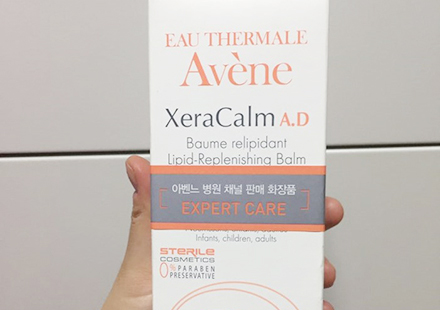 EAU THERMALE
Avène
XeraCalm A.D
Baume relipidant
Lipid-Replenishing Balm
아벤느 병원 채널 판매 화장품
EXPERT CARE
Infants, children, adults
STERILE
COSMETICS
0% PARABEN
PRESERVATIVE